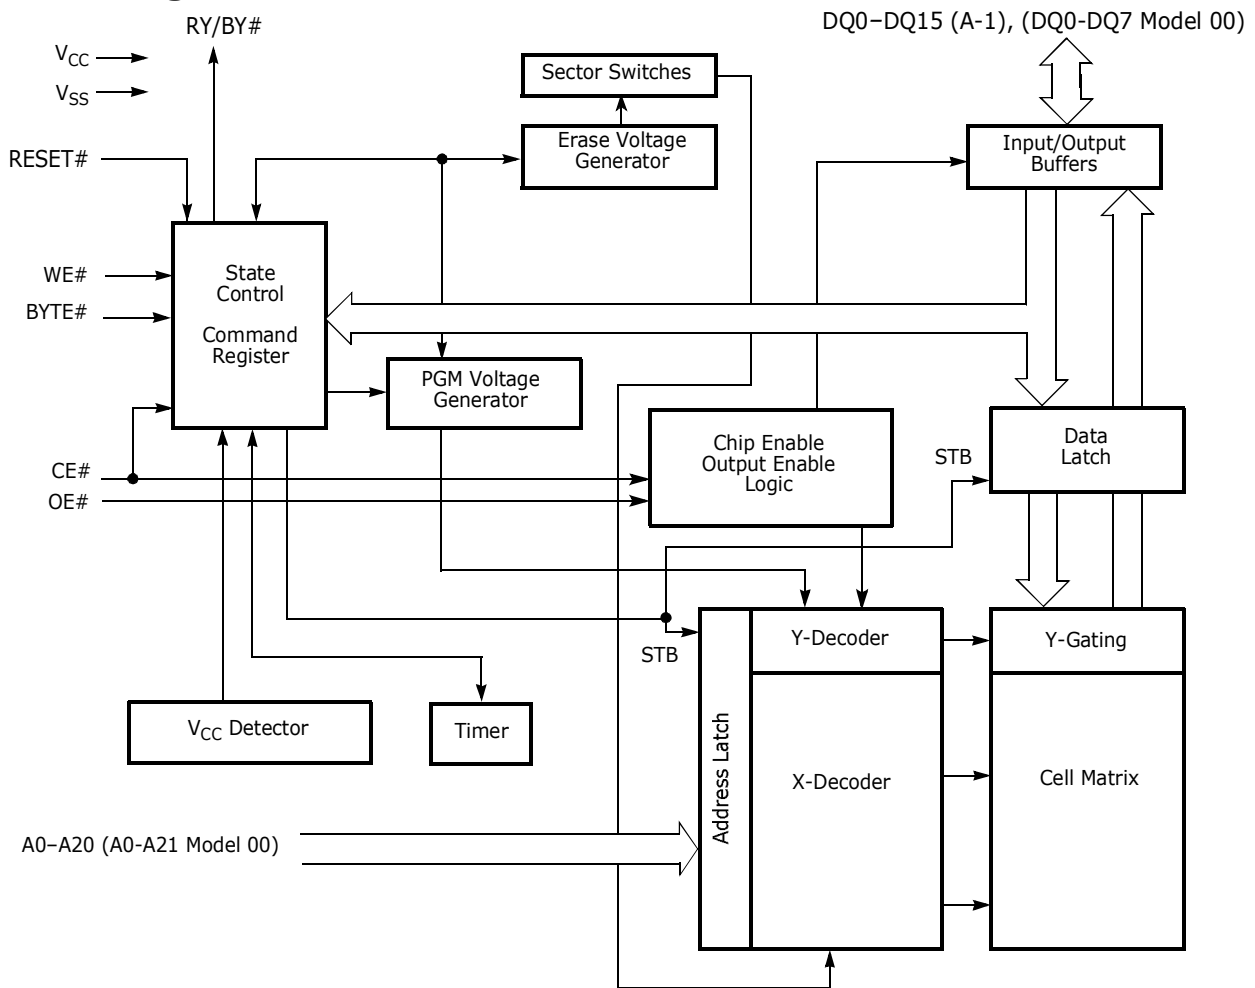 RY/BY#
DQ0–DQ15 (A-1), (DQ0-DQ7 Model 00)
VCC
VSS
Sector Switches
RESET#
Erase Voltage
Generator
Input/Output
Buffers
WE#
BYTE#
State
Control
Command
Register
PGM Voltage
Generator
CE#
OE#
Chip Enable
Output Enable
Logic
STB
Data
Latch
STB
Y-Decoder
Y-Gating
VCC Detector
Timer
Address Latch
X-Decoder
Cell Matrix
A0–A20 (A0-A21 Model 00)